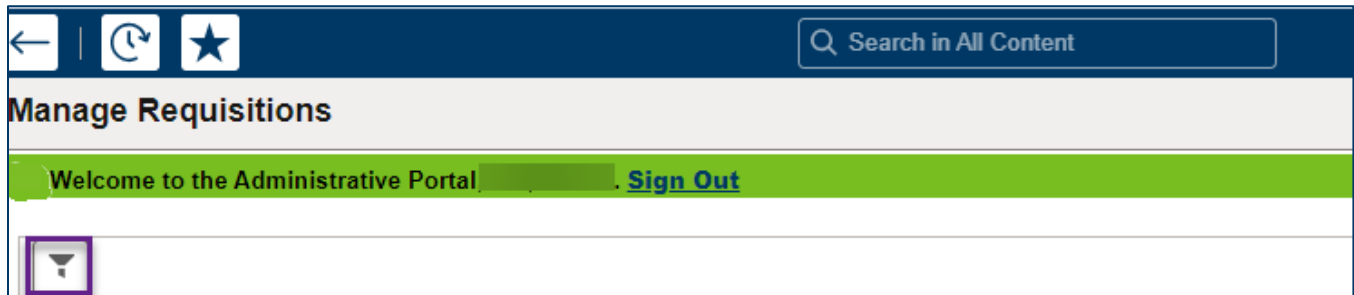 Search in All Content
Manage Requisitions
Welcome to the Administrative Portal, . Sign Out